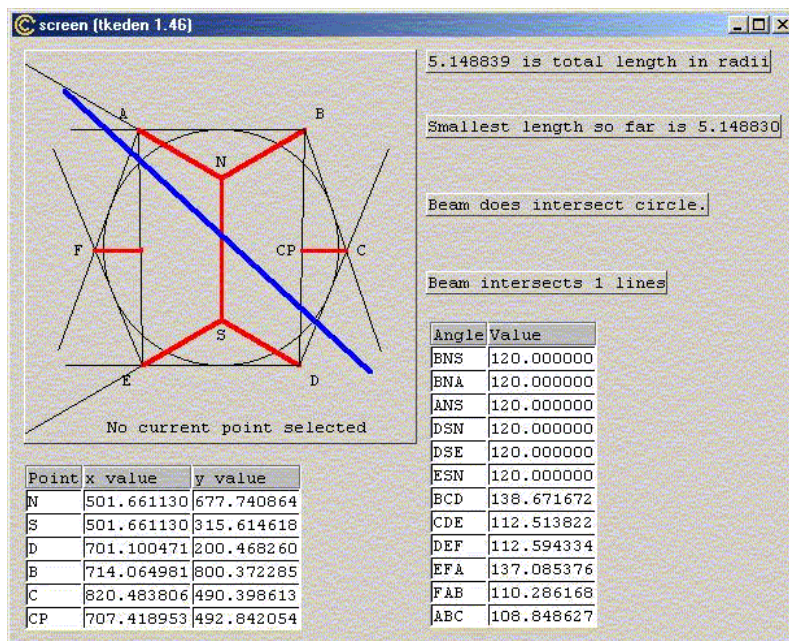 screen (tkeden 1.46)
5.148839 is total length in radii
Smallest length so far is 5.148830
Beam does intersect circle.
Beam intersects 1 lines
A
B
N
F
CP
C
S
E
D
No current point selected
Point x value y value
N 501.661130 677.740864
S 501.661130 315.614618
D 701.100471 200.468260
B 714.064981 800.372285
C 820.483806 490.398613
CP 707.418953 492.842054
Angle Value
BNS 120.000000
BNA 120.000000
ANS 120.000000
DSN 120.000000
DSE 120.000000
ESN 120.000000
BCD 138.671672
CDE 112.513822
DEF 112.594334
EFA 137.085376
FAB 110.286168
ABC 108.848627